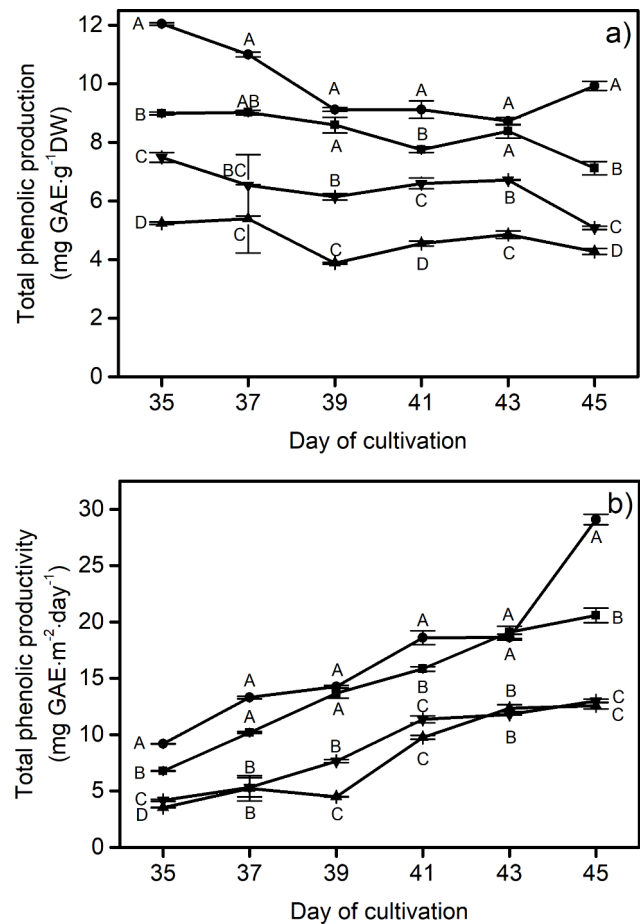 a)
Total phenolic production
(mg GAE·g⁻¹DW)
12
10
8
6
4
2
0
A A A A A A
B AB A B A B
C BC B C B C
D C C D C D
35 37 39 41 43 45
Day of cultivation
b)
Total phenolic productivity
(mg GAE·m⁻²·day⁻¹)
30
25
20
15
10
5
0
A A A A A A
B A A B A B
C B B C B C
D B C C B C
35 37 39 41 43 45
Day of cultivation